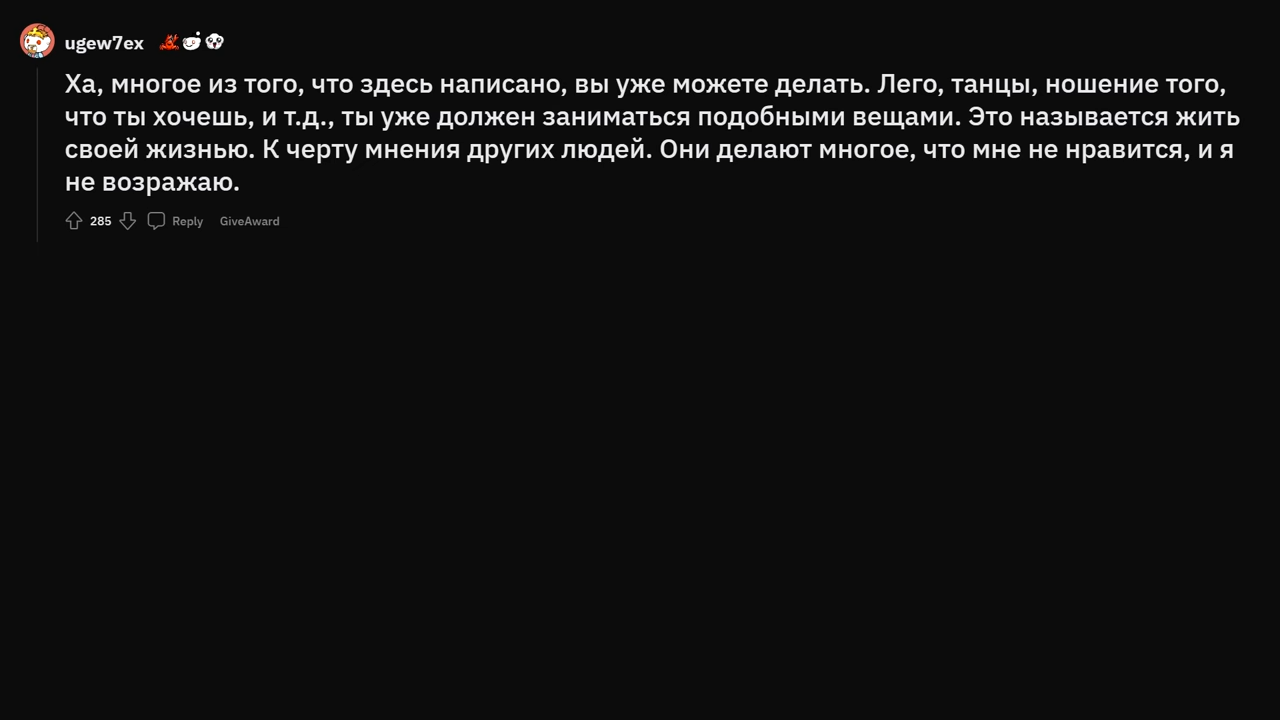 ugew7ex
Ха, многое из того, что здесь написано, вы уже можете делать. Лего, танцы, ношение того,
что ты хочешь, и т.д., ты уже должен заниматься подобными вещами. Это называется жить
своей жизнью. К черту мнения других людей. Они делают многое, что мне не нравится, и я
не возражаю.
285 Reply GiveAward